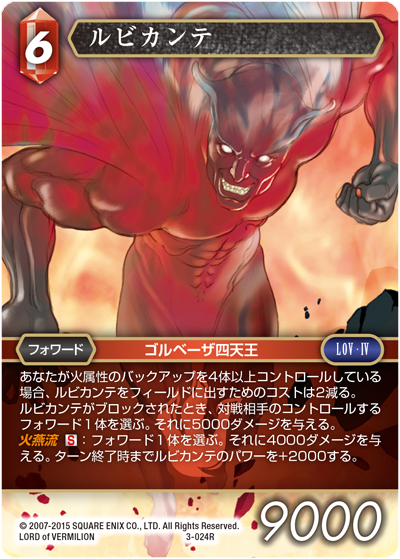 6
ルビカンテ
フォワード
ゴルベーザ四天王
LOV・IV
あなたが火属性のバックアップを4体以上コントロールしている
場合、ルビカンテをフィールドに出すためのコストは2減る。
ルビカンテがブロックされたとき、対戦相手のコントロールする
フォワード1体を選ぶ。それに5000ダメージを与える。
火燕流 S:フォワード1体を選ぶ。それに4000ダメージを与
える。ターン終了時までルビカンテのパワーを+2000する。
© 2007-2015 SQUARE ENIX CO., LTD. All Rights Reserved.
LORD of VERMILION
3-024R
9000